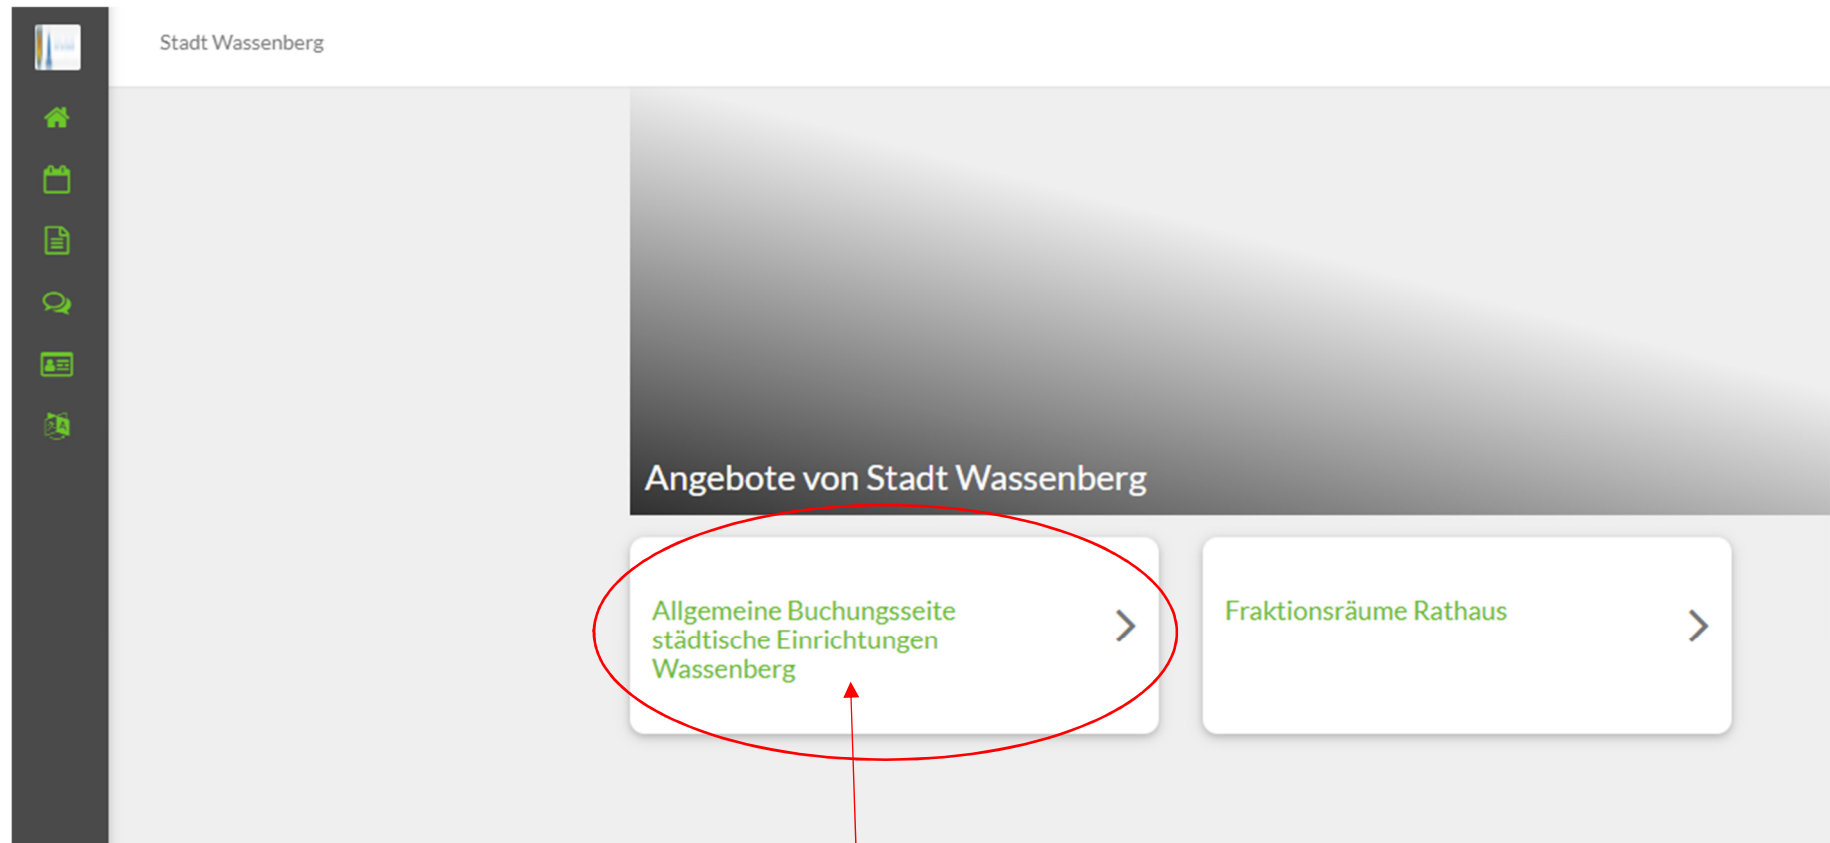 Stadt Wassenberg
Angebote von Stadt Wassenberg
Allgemeine Buchungsseite
städtische Einrichtungen
Wassenberg
Fraktionsräume Rathaus